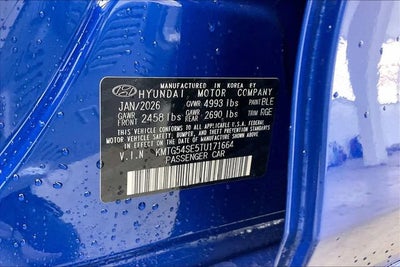 MANUFACTURED IN KOREA BY
HYUNDAI MOTOR COMPANY
JAN/2026 GVWR 4993 lbs PAINT BLE
GAWR FRONT 2458 lbs GAWR REAR 2690 lbs TRIM RGE
THIS VEHICLE CONFORMS TO ALL APPLICABLE U.S. FEDERAL
MOTOR VEHICLE SAFETY, BUMPER, AND THEFT PREVENTION
STANDARDS IN EFFECT ON THE DATE OF MANUFACTURE
SHOWN ABOVE.
V.I.N. KMTG54SE5TU171664
PASSENGER CAR